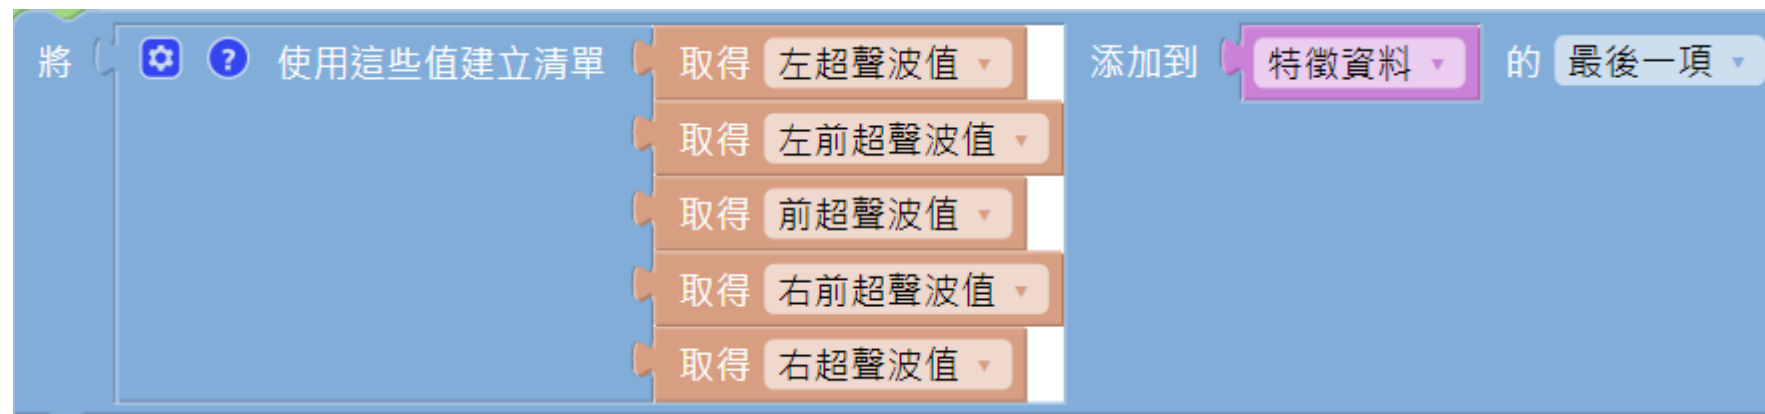 將 ? 使用這些值建立清單 取得 左超聲波值 添加到 特徵資料 的 最後一項
取得 左前超聲波值
取得 前超聲波值
取得 右前超聲波值
取得 右超聲波值